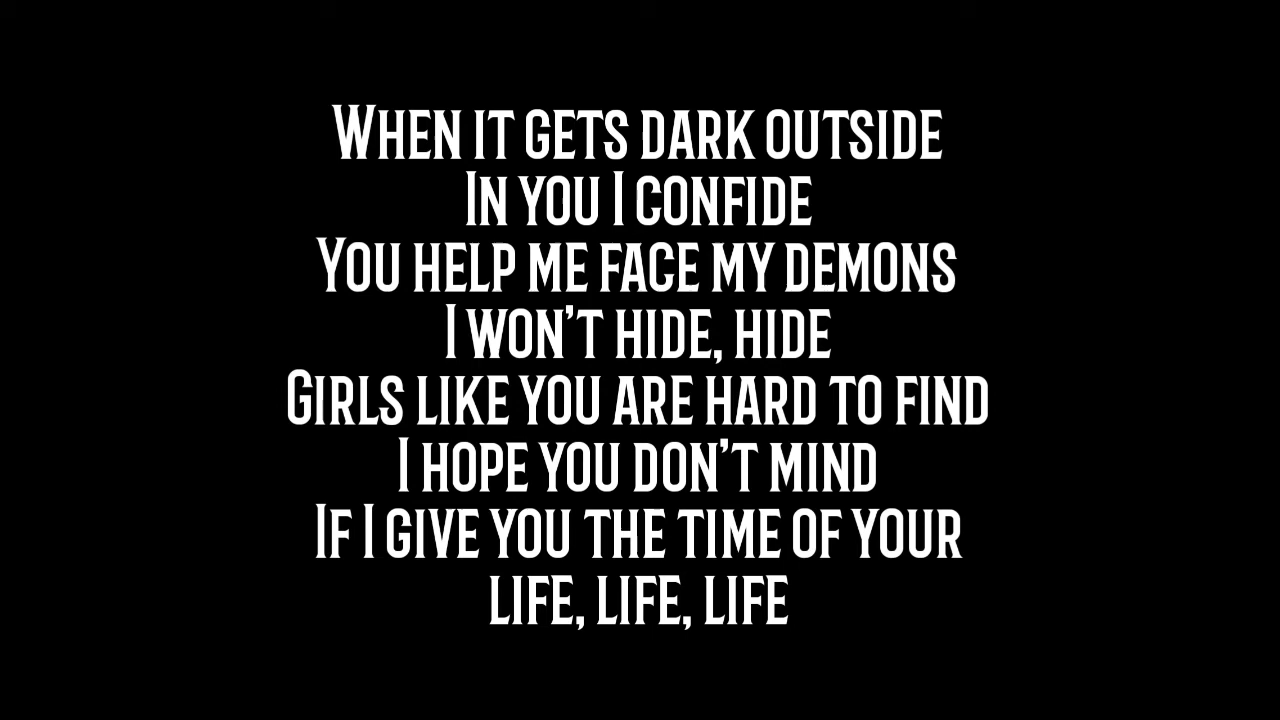 When it gets dark outside
In you I confide
You help me face my demons
I won't hide, hide
Girls like you are hard to find
I hope you don't mind
If I give you the time of your
life, life, life